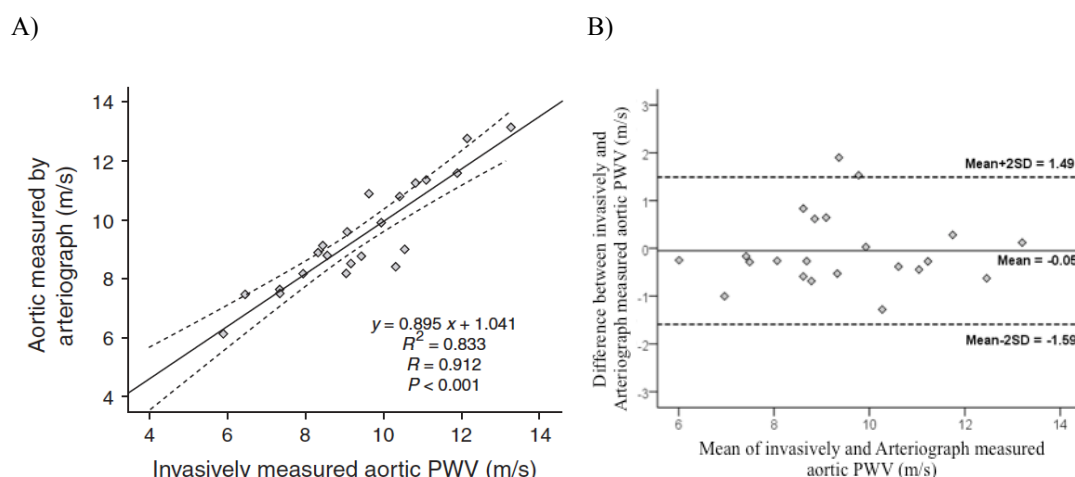 A)
B)
14
12
10
8
6
4
Aortic measured by
arteriograph (m/s)
y = 0.895 x + 1.041
R2 = 0.833
R = 0.912
P < 0.001
4 6 8 10 12 14
Invasively measured aortic PWV (m/s)
3
2
1
0
-1
-2
-3
Difference between invasively and
Arteriograph measured aortic PWV (m/s)
Mean+2SD = 1.49
Mean = -0.05
Mean-2SD = -1.59
6 8 10 12 14
Mean of invasively and Arteriograph measured
aortic PWV (m/s)